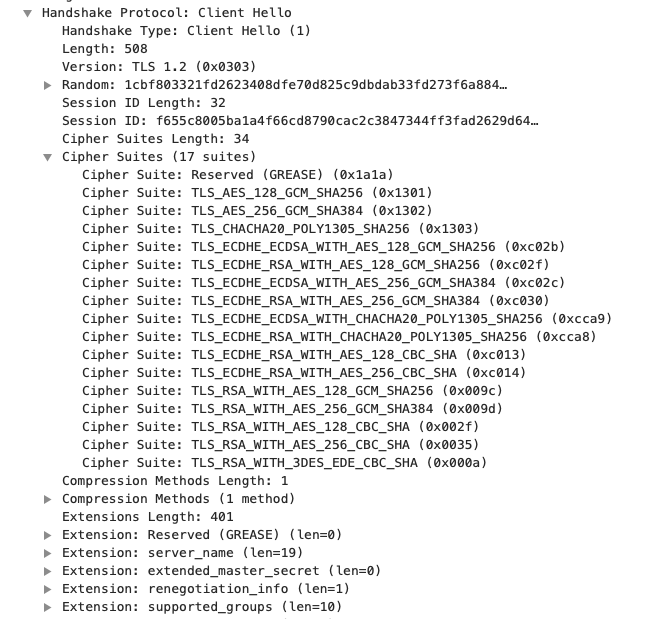 Handshake Protocol: Client Hello
Handshake Type: Client Hello (1)
Length: 508
Version: TLS 1.2 (0x0303)
Random: 1cbf803321fd2623408dfe70d825c9dbdab33fd273f6a884…
Session ID Length: 32
Session ID: f655c8005ba1a4f66cd8790cac2c3847344ff3fad2629d64…
Cipher Suites Length: 34
Cipher Suites (17 suites)
Cipher Suite: Reserved (GREASE) (0x1a1a)
Cipher Suite: TLS_AES_128_GCM_SHA256 (0x1301)
Cipher Suite: TLS_AES_256_GCM_SHA384 (0x1302)
Cipher Suite: TLS_CHACHA20_POLY1305_SHA256 (0x1303)
Cipher Suite: TLS_ECDHE_ECDSA_WITH_AES_128_GCM_SHA256 (0xc02b)
Cipher Suite: TLS_ECDHE_RSA_WITH_AES_128_GCM_SHA256 (0xc02f)
Cipher Suite: TLS_ECDHE_ECDSA_WITH_AES_256_GCM_SHA384 (0xc02c)
Cipher Suite: TLS_ECDHE_RSA_WITH_AES_256_GCM_SHA384 (0xc030)
Cipher Suite: TLS_ECDHE_ECDSA_WITH_CHACHA20_POLY1305_SHA256 (0xcca9)
Cipher Suite: TLS_ECDHE_RSA_WITH_CHACHA20_POLY1305_SHA256 (0xcca8)
Cipher Suite: TLS_ECDHE_RSA_WITH_AES_128_CBC_SHA (0xc013)
Cipher Suite: TLS_ECDHE_RSA_WITH_AES_256_CBC_SHA (0xc014)
Cipher Suite: TLS_RSA_WITH_AES_128_GCM_SHA256 (0x009c)
Cipher Suite: TLS_RSA_WITH_AES_256_GCM_SHA384 (0x009d)
Cipher Suite: TLS_RSA_WITH_AES_128_CBC_SHA (0x002f)
Cipher Suite: TLS_RSA_WITH_AES_256_CBC_SHA (0x0035)
Cipher Suite: TLS_RSA_WITH_3DES_EDE_CBC_SHA (0x000a)
Compression Methods Length: 1
Compression Methods (1 method)
Extensions Length: 401
Extension: Reserved (GREASE) (len=0)
Extension: server_name (len=19)
Extension: extended_master_secret (len=0)
Extension: renegotiation_info (len=1)
Extension: supported_groups (len=10)